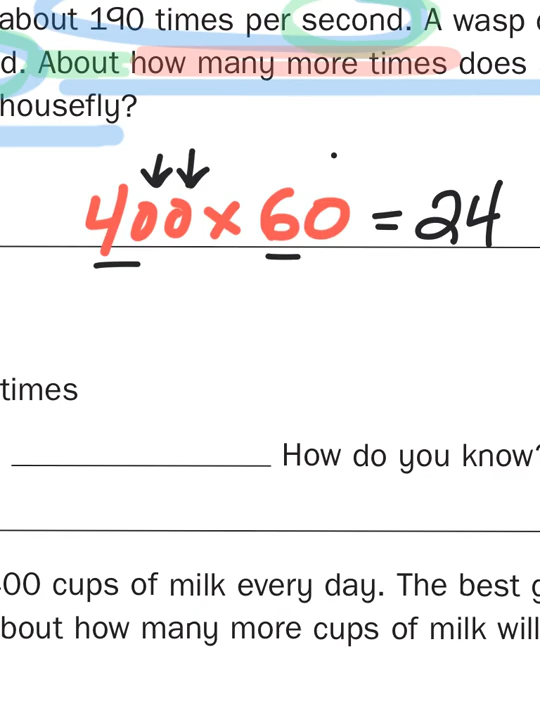 about 190 times per second. A wasp
d. About how many more times does
housefly?
400 x 60 = 24
times
How do you know?
00 cups of milk every day. The best g
bout how many more cups of milk will